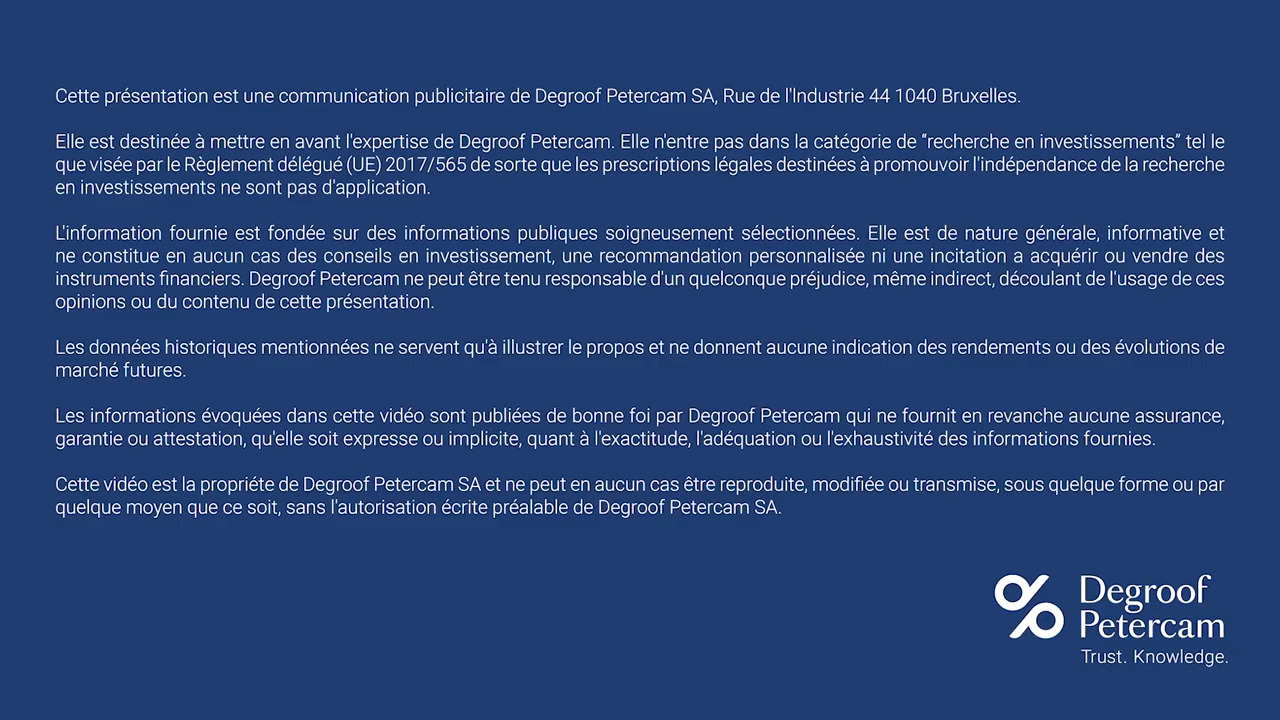 Cette présentation est une communication publicitaire de Degroof Petercam SA, Rue de l'Industrie 44 1040 Bruxelles.
Elle est destinée à mettre en avant l'expertise de Degroof Petercam. Elle n'entre pas dans la catégorie de “recherche en investissements” tel le
que visée par le Règlement délégué (UE) 2017/565 de sorte que les prescriptions légales destinées à promouvoir l'indépendance de la recherche
en investissements ne sont pas d'application.
L'information fournie est fondée sur des informations publiques soigneusement sélectionnées. Elle est de nature générale, informative et
ne constitue en aucun cas des conseils en investissement, une recommandation personnalisée ni une incitation a acquérir ou vendre des
instruments financiers. Degroof Petercam ne peut être tenu responsable d'un quelconque préjudice, même indirect, découlant de l'usage de ces
opinions ou du contenu de cette présentation.
Les données historiques mentionnées ne servent qu'à illustrer le propos et ne donnent aucune indication des rendements ou des évolutions de
marché futures.
Les informations évoquées dans cette vidéo sont publiées de bonne foi par Degroof Petercam qui ne fournit en revanche aucune assurance,
garantie ou attestation, qu'elle soit expresse ou implicite, quant à l'exactitude, l'adéquation ou l'exhaustivité des informations fournies.
Cette vidéo est la propriéte de Degroof Petercam SA et ne peut en aucun cas être reproduite, modifiée ou transmise, sous quelque forme ou par
quelque moyen que ce soit, sans l'autorisation écrite préalable de Degroof Petercam SA.
Degroof
Petercam
Trust. Knowledge.